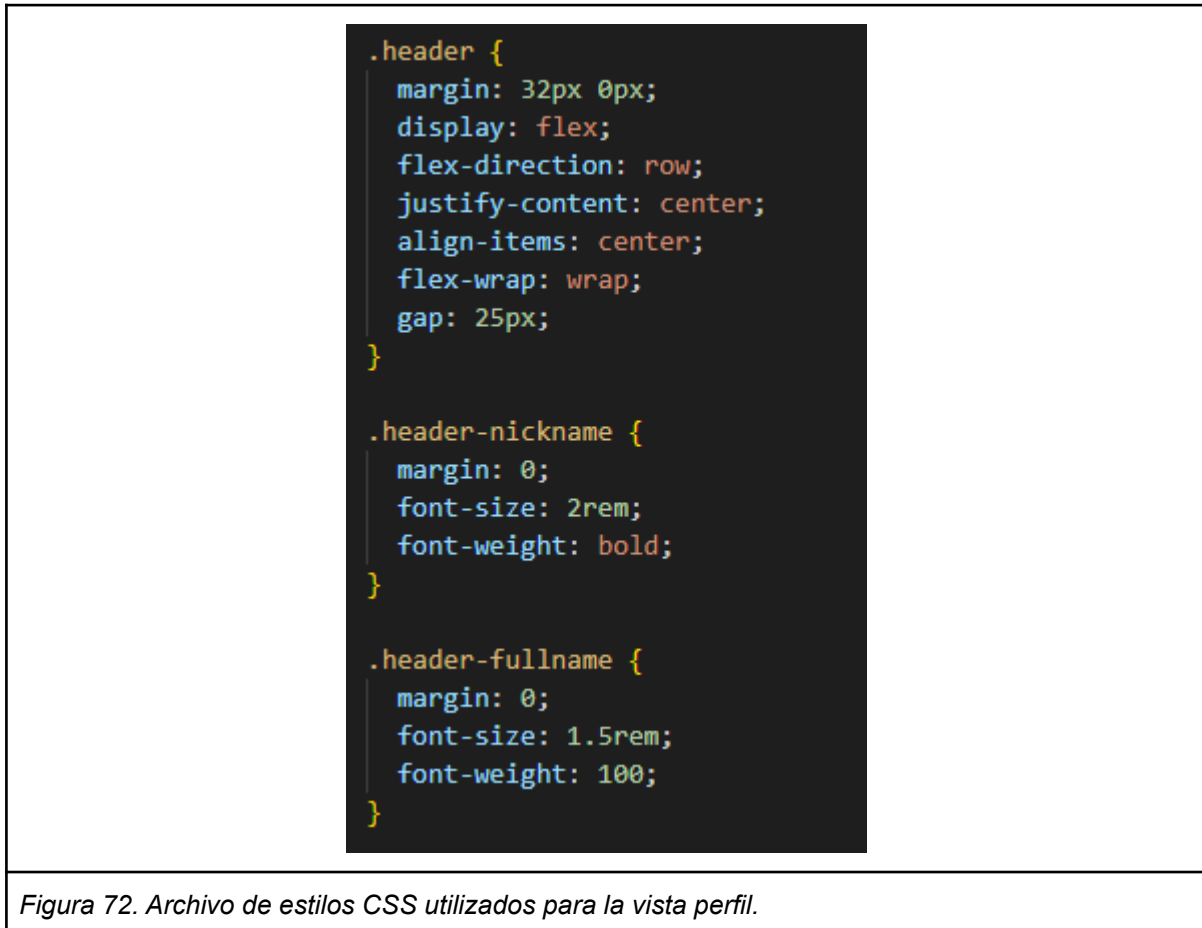 .header {
margin: 32px 0px;
display: flex;
flex-direction: row;
justify-content: center;
align-items: center;
flex-wrap: wrap;
gap: 25px;
}
.header-nickname {
margin: 0;
font-size: 2rem;
font-weight: bold;
}
.header-fullname {
margin: 0;
font-size: 1.5rem;
font-weight: 100;
}
Figura 72. Archivo de estilos CSS utilizados para la vista perfil.